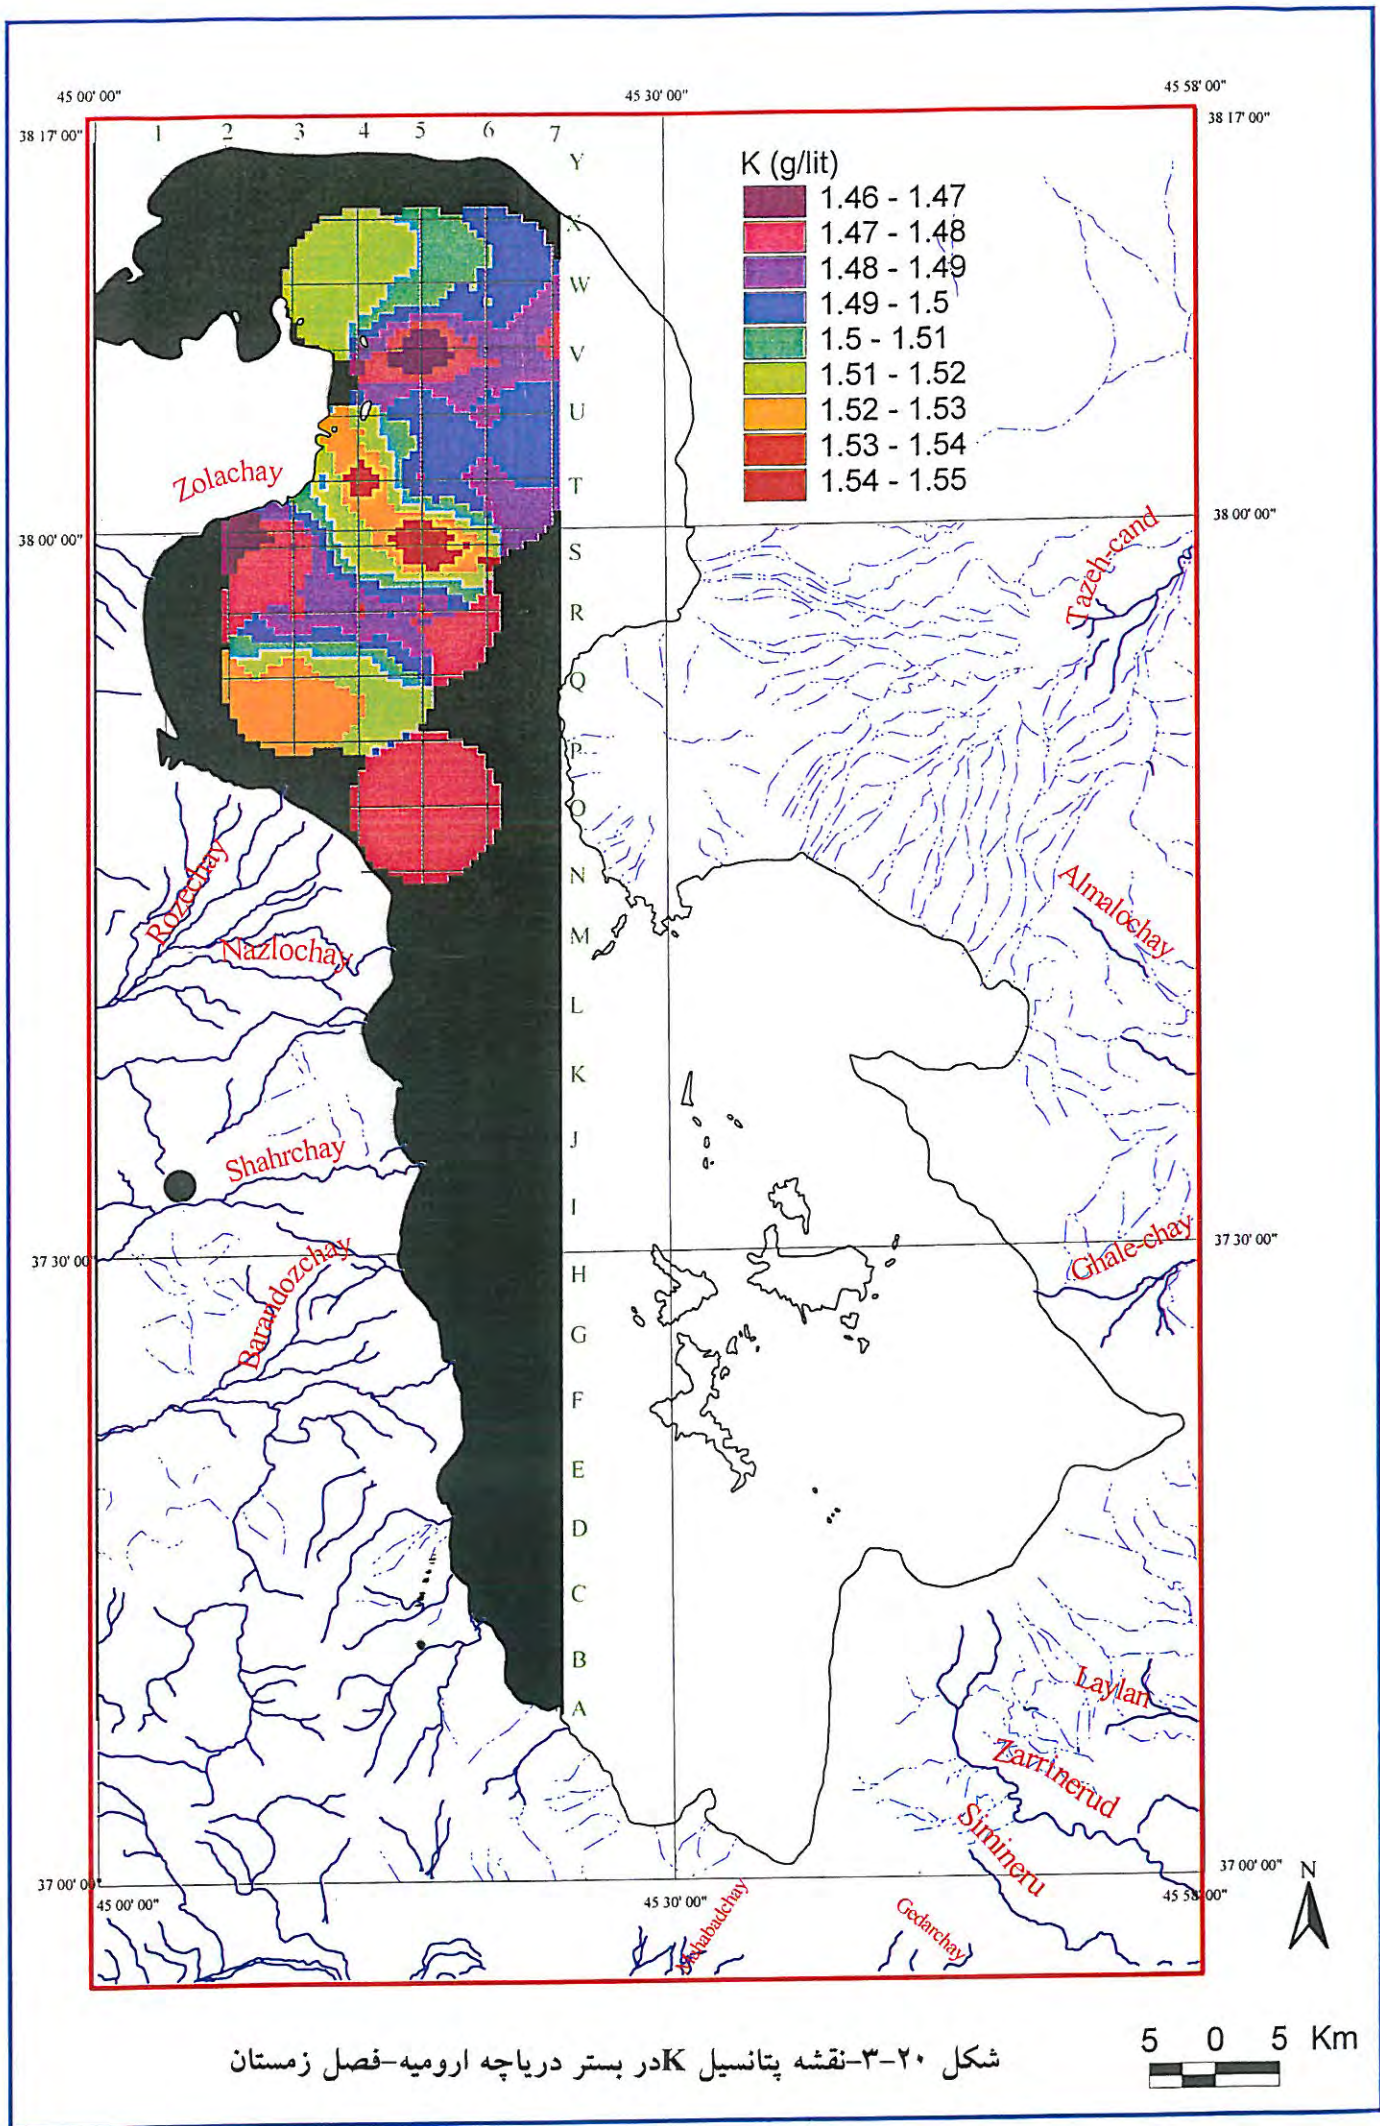 45 00' 00"
45 30' 00"
45 58' 00"
38 17' 00"
38 17' 00"
1 2 3 4 5 6 7
Y
X
W
V
U
T
S
R
Q
P
O
N
M
L
K
J
I
H
G
F
E
D
C
B
A
K (g/lit)
1.46 - 1.47
1.47 - 1.48
1.48 - 1.49
1.49 - 1.5
1.5 - 1.51
1.51 - 1.52
1.52 - 1.53
1.53 - 1.54
1.54 - 1.55
Zolachay
38 00' 00"
38 00' 00"
Tazeh-cand
Rozechay
Nazlochay
Almalochay
Shahrchay
37 30' 00"
37 30' 00"
Barandozchay
Ghale-chay
Laylan
Zarrinerud
Simineru
37 00' 00"
37 00' 00"
45 00' 00"
45 30' 00"
45 58' 00"
Mahabadchay
Gedarchay
N
5 0 5 Km
شکل ۲۰-۳-نقشه پتانسیل K در بستر دریاچه ارومیه-فصل زمستان